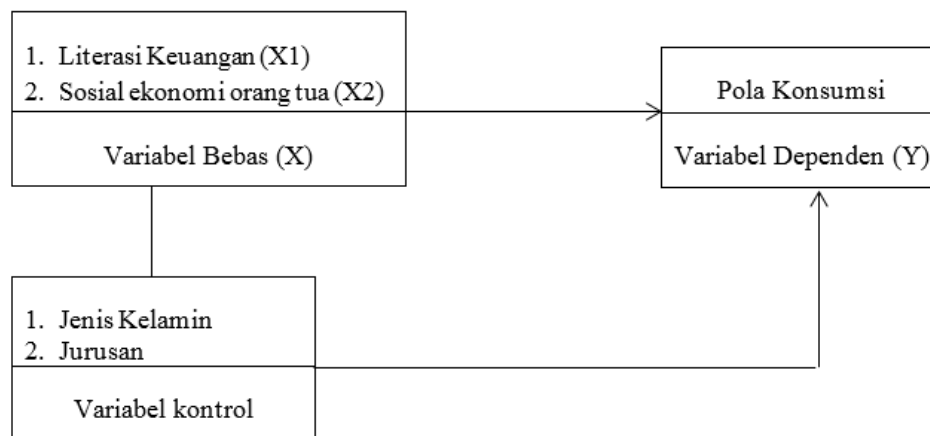 1. Literasi Keuangan (X1)
2. Sosial ekonomi orang tua (X2)
Variabel Bebas (X)
Pola Konsumsi
Variabel Dependen (Y)
1. Jenis Kelamin
2. Jurusan
Variabel kontrol